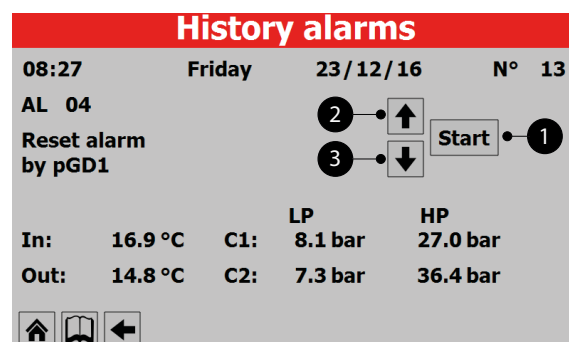 History alarms
08:27 Friday 23/12/16 N° 13
AL 04
2
Start 1
Reset alarm
by pGD1
3
LP HP
In: 16.9 °C C1: 8.1 bar 27.0 bar
Out: 14.8 °C C2: 7.3 bar 36.4 bar